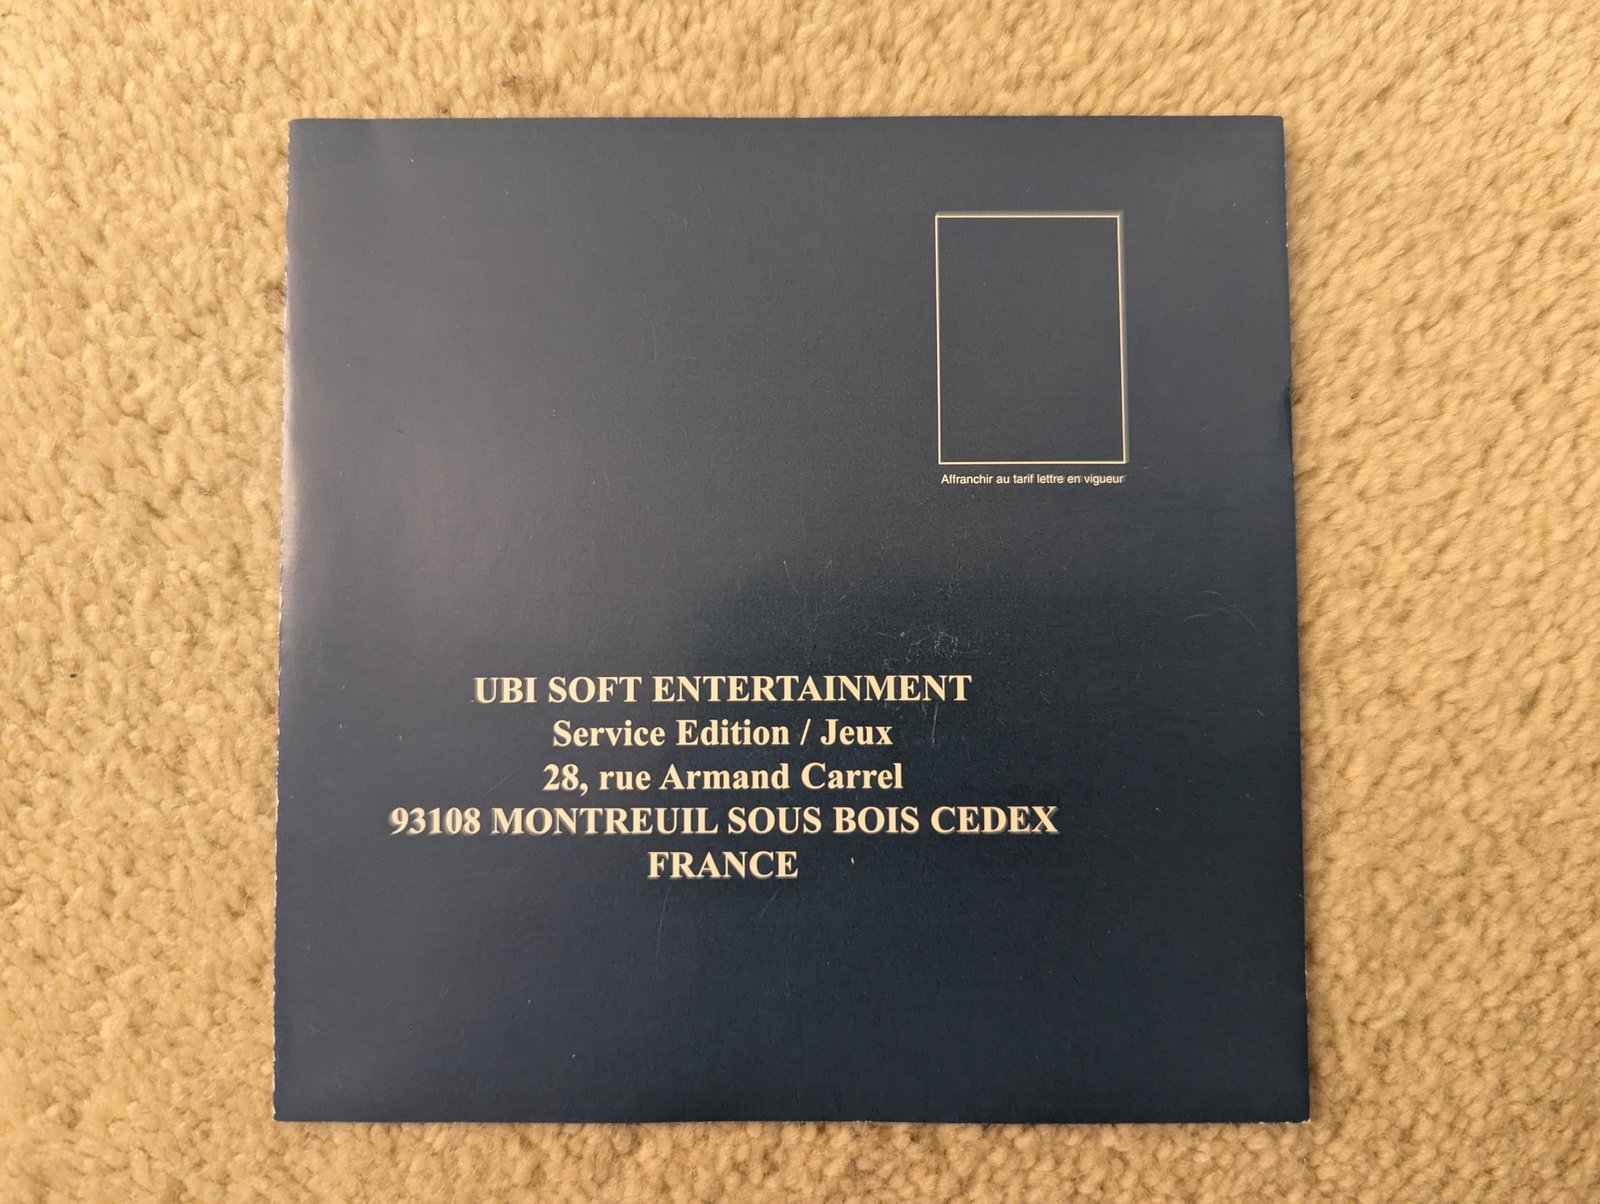 Affranchir au tarif lettre en vigueur
UBI SOFT ENTERTAINMENT
Service Edition / Jeux
28, rue Armand Carrel
93108 MONTREUIL SOUS BOIS CEDEX
FRANCE